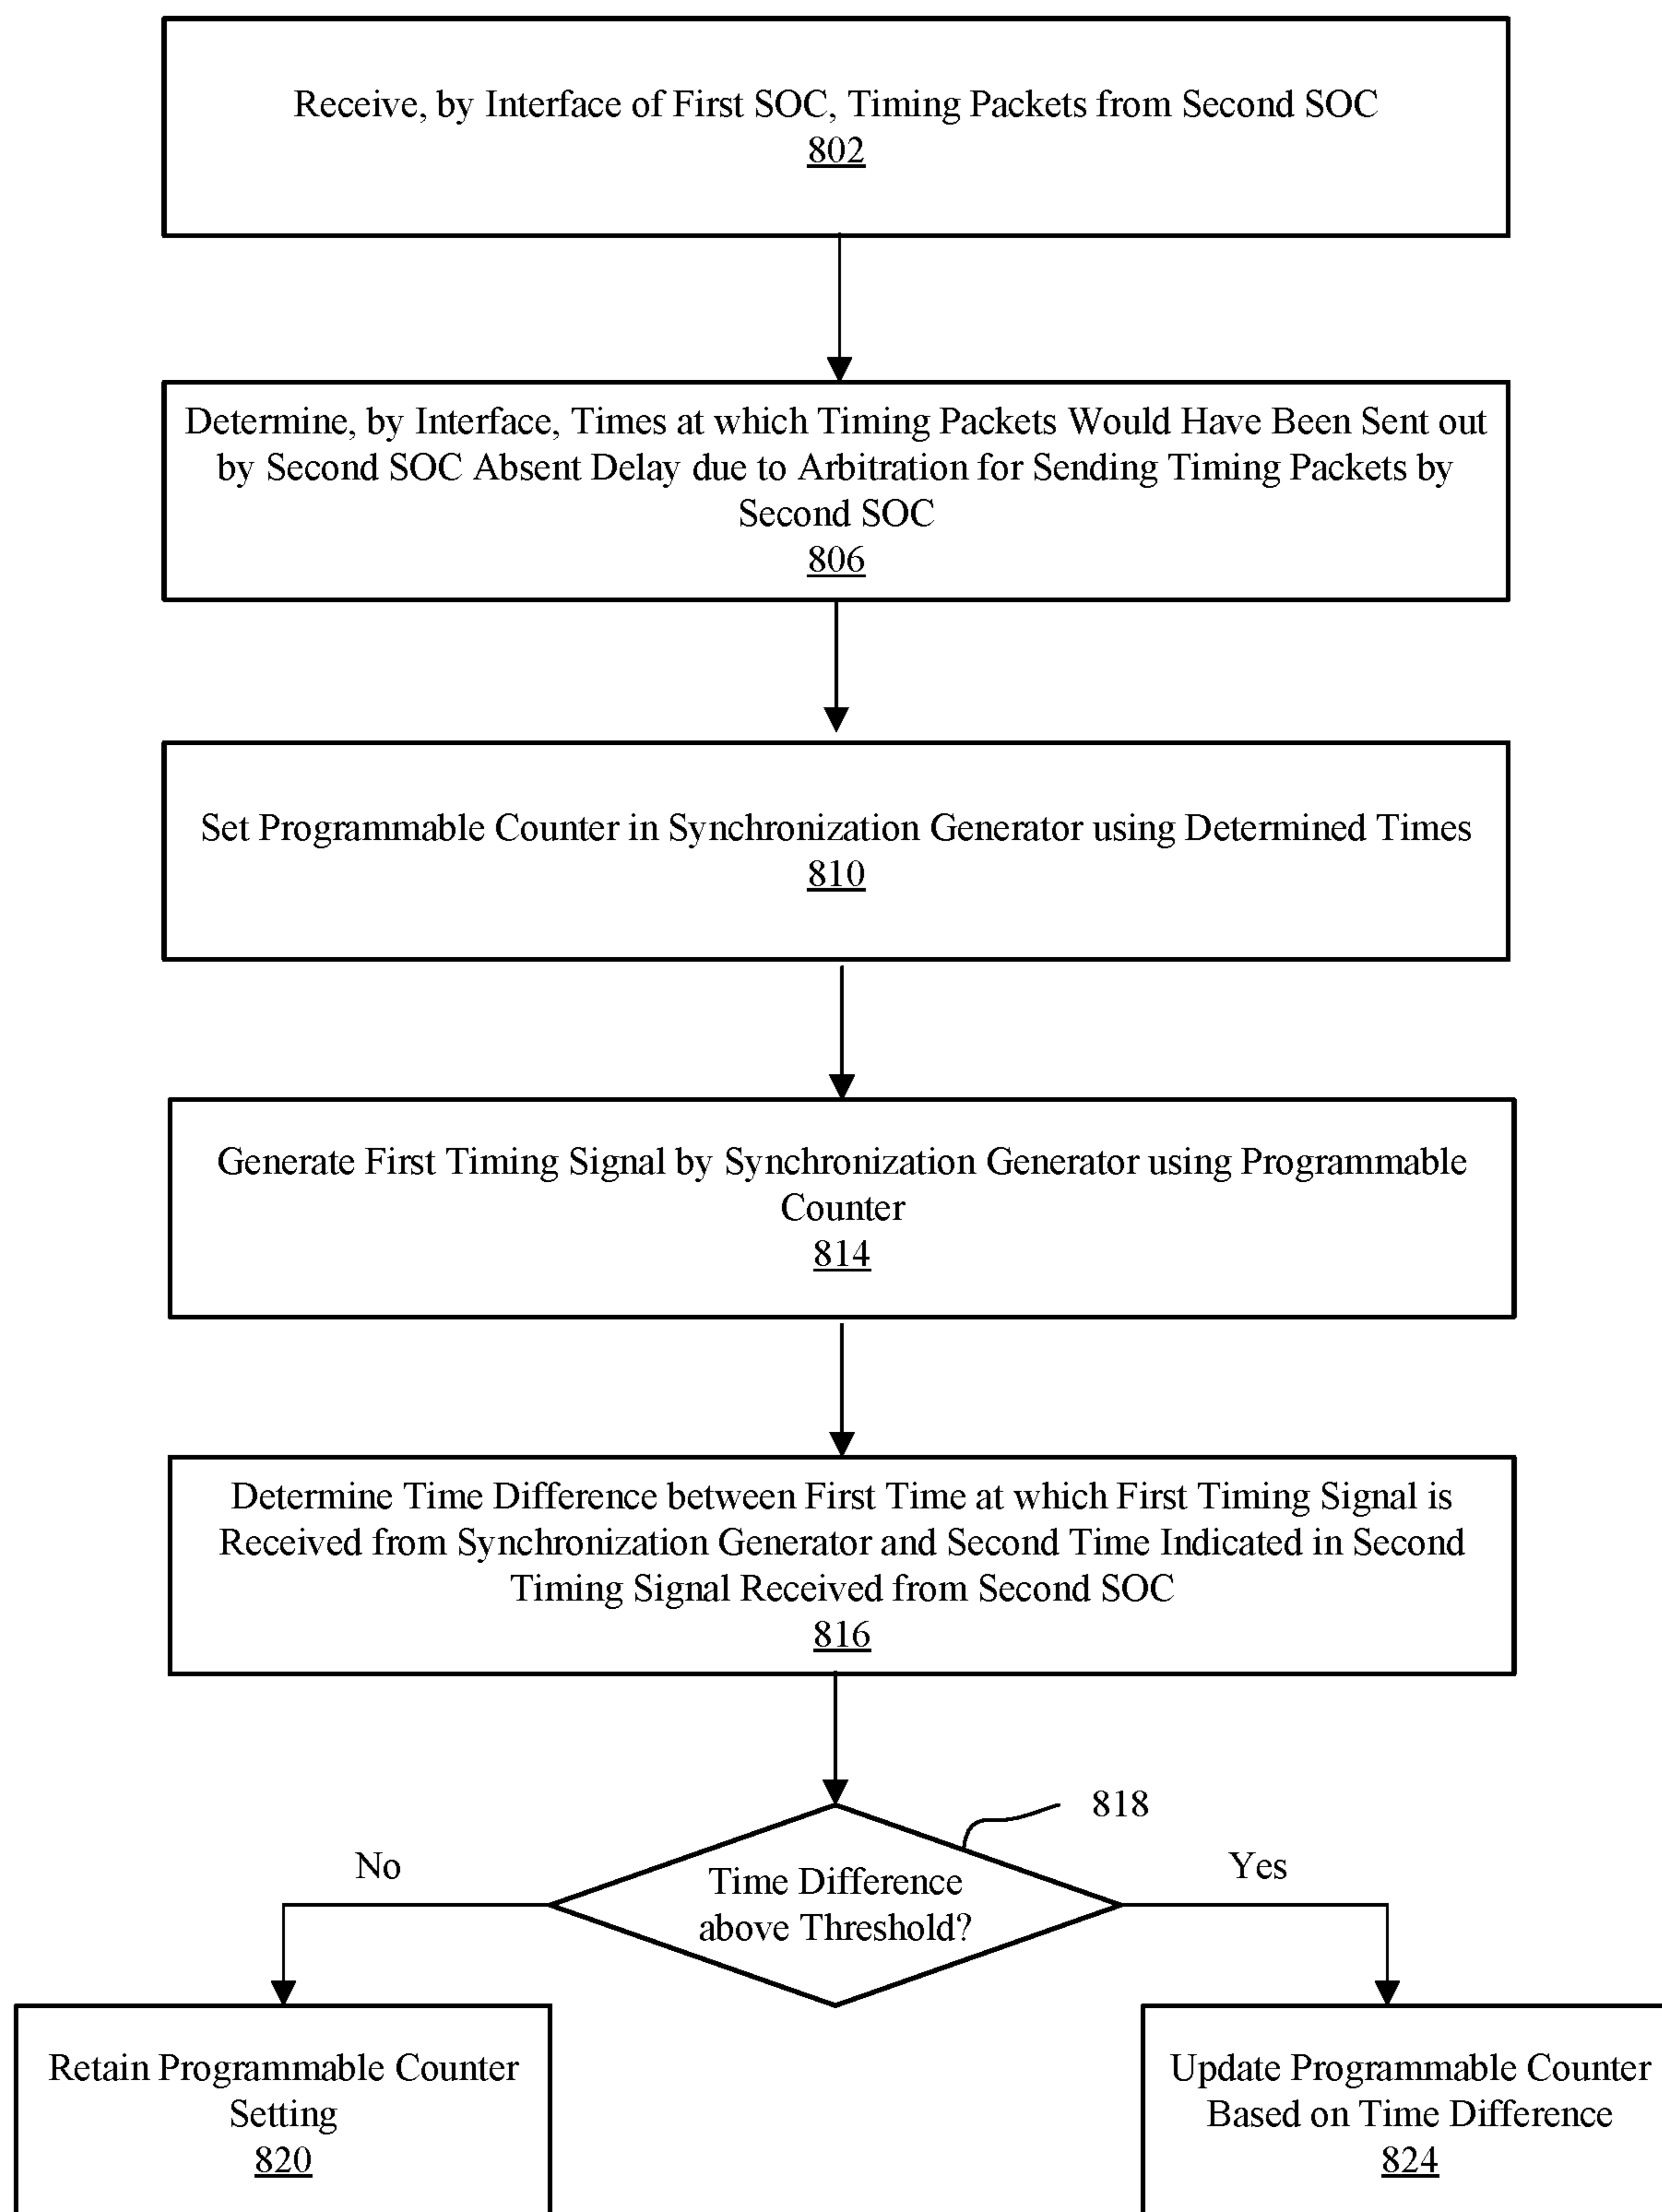 Receive, by Interface of First SOC, Timing Packets from Second SOC
802
Determine, by Interface, Times at which Timing Packets Would Have Been Sent out
by Second SOC Absent Delay due to Arbitration for Sending Timing Packets by
Second SOC
806
Set Programmable Counter in Synchronization Generator using Determined Times
810
Generate First Timing Signal by Synchronization Generator using Programmable
Counter
814
Determine Time Difference between First Time at which First Timing Signal is
Received from Synchronization Generator and Second Time Indicated in Second
Timing Signal Received from Second SOC
816
818
No
Yes
Time Difference
above Threshold?
Retain Programmable Counter
Setting
820
Update Programmable Counter
Based on Time Difference
824